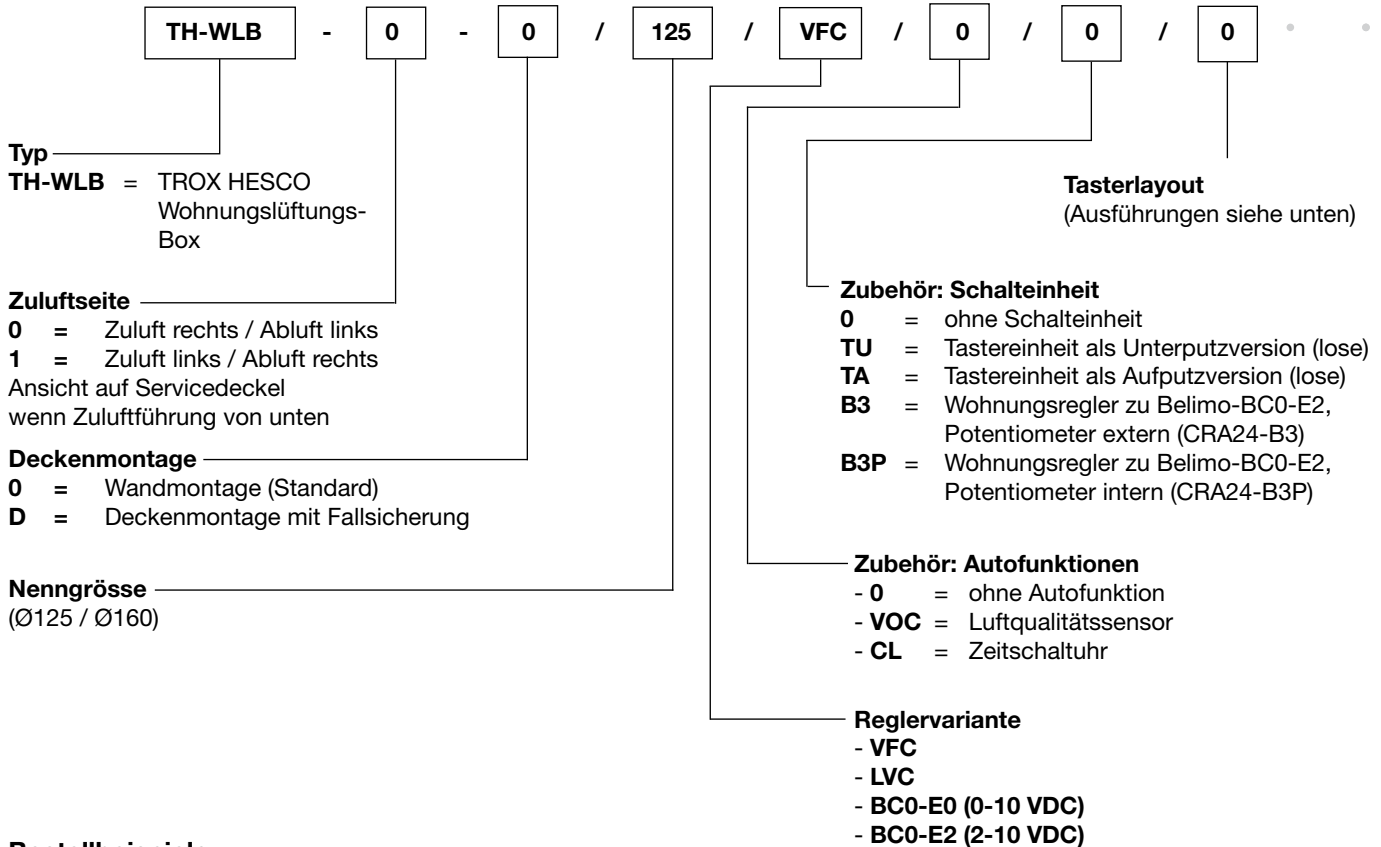 TH-WLB - 0 - 0 / 125 / VFC / 0 / 0 / 0
Typ
TH-WLB = TROX HESCO
Wohnungslüftungs-
Box
Tasterlayout
(Ausführungen siehe unten)
Zuluftseite
0 = Zuluft rechts / Abluft links
1 = Zuluft links / Abluft rechts
Ansicht auf Servicedeckel
wenn Zuluftführung von unten
Zubehör: Schalteinheit
0 = ohne Schalteinheit
TU = Tastereinheit als Unterputzversion (lose)
TA = Tastereinheit als Aufputzversion (lose)
B3 = Wohnungsregler zu Belimo-BC0-E2,
Potentiometer extern (CRA24-B3)
B3P = Wohnungsregler zu Belimo-BC0-E2,
Potentiometer intern (CRA24-B3P)
Deckenmontage
0 = Wandmontage (Standard)
D = Deckenmontage mit Fallsicherung
Nenngrösse
(Ø125 / Ø160)
Zubehör: Autofunktionen
- 0 = ohne Autofunktion
- VOC = Luftqualitätssensor
- CL = Zeitschaltuhr
Reglervariante
- VFC
- LVC
- BC0-E0 (0-10 VDC)
- BC0-E2 (2-10 VDC)